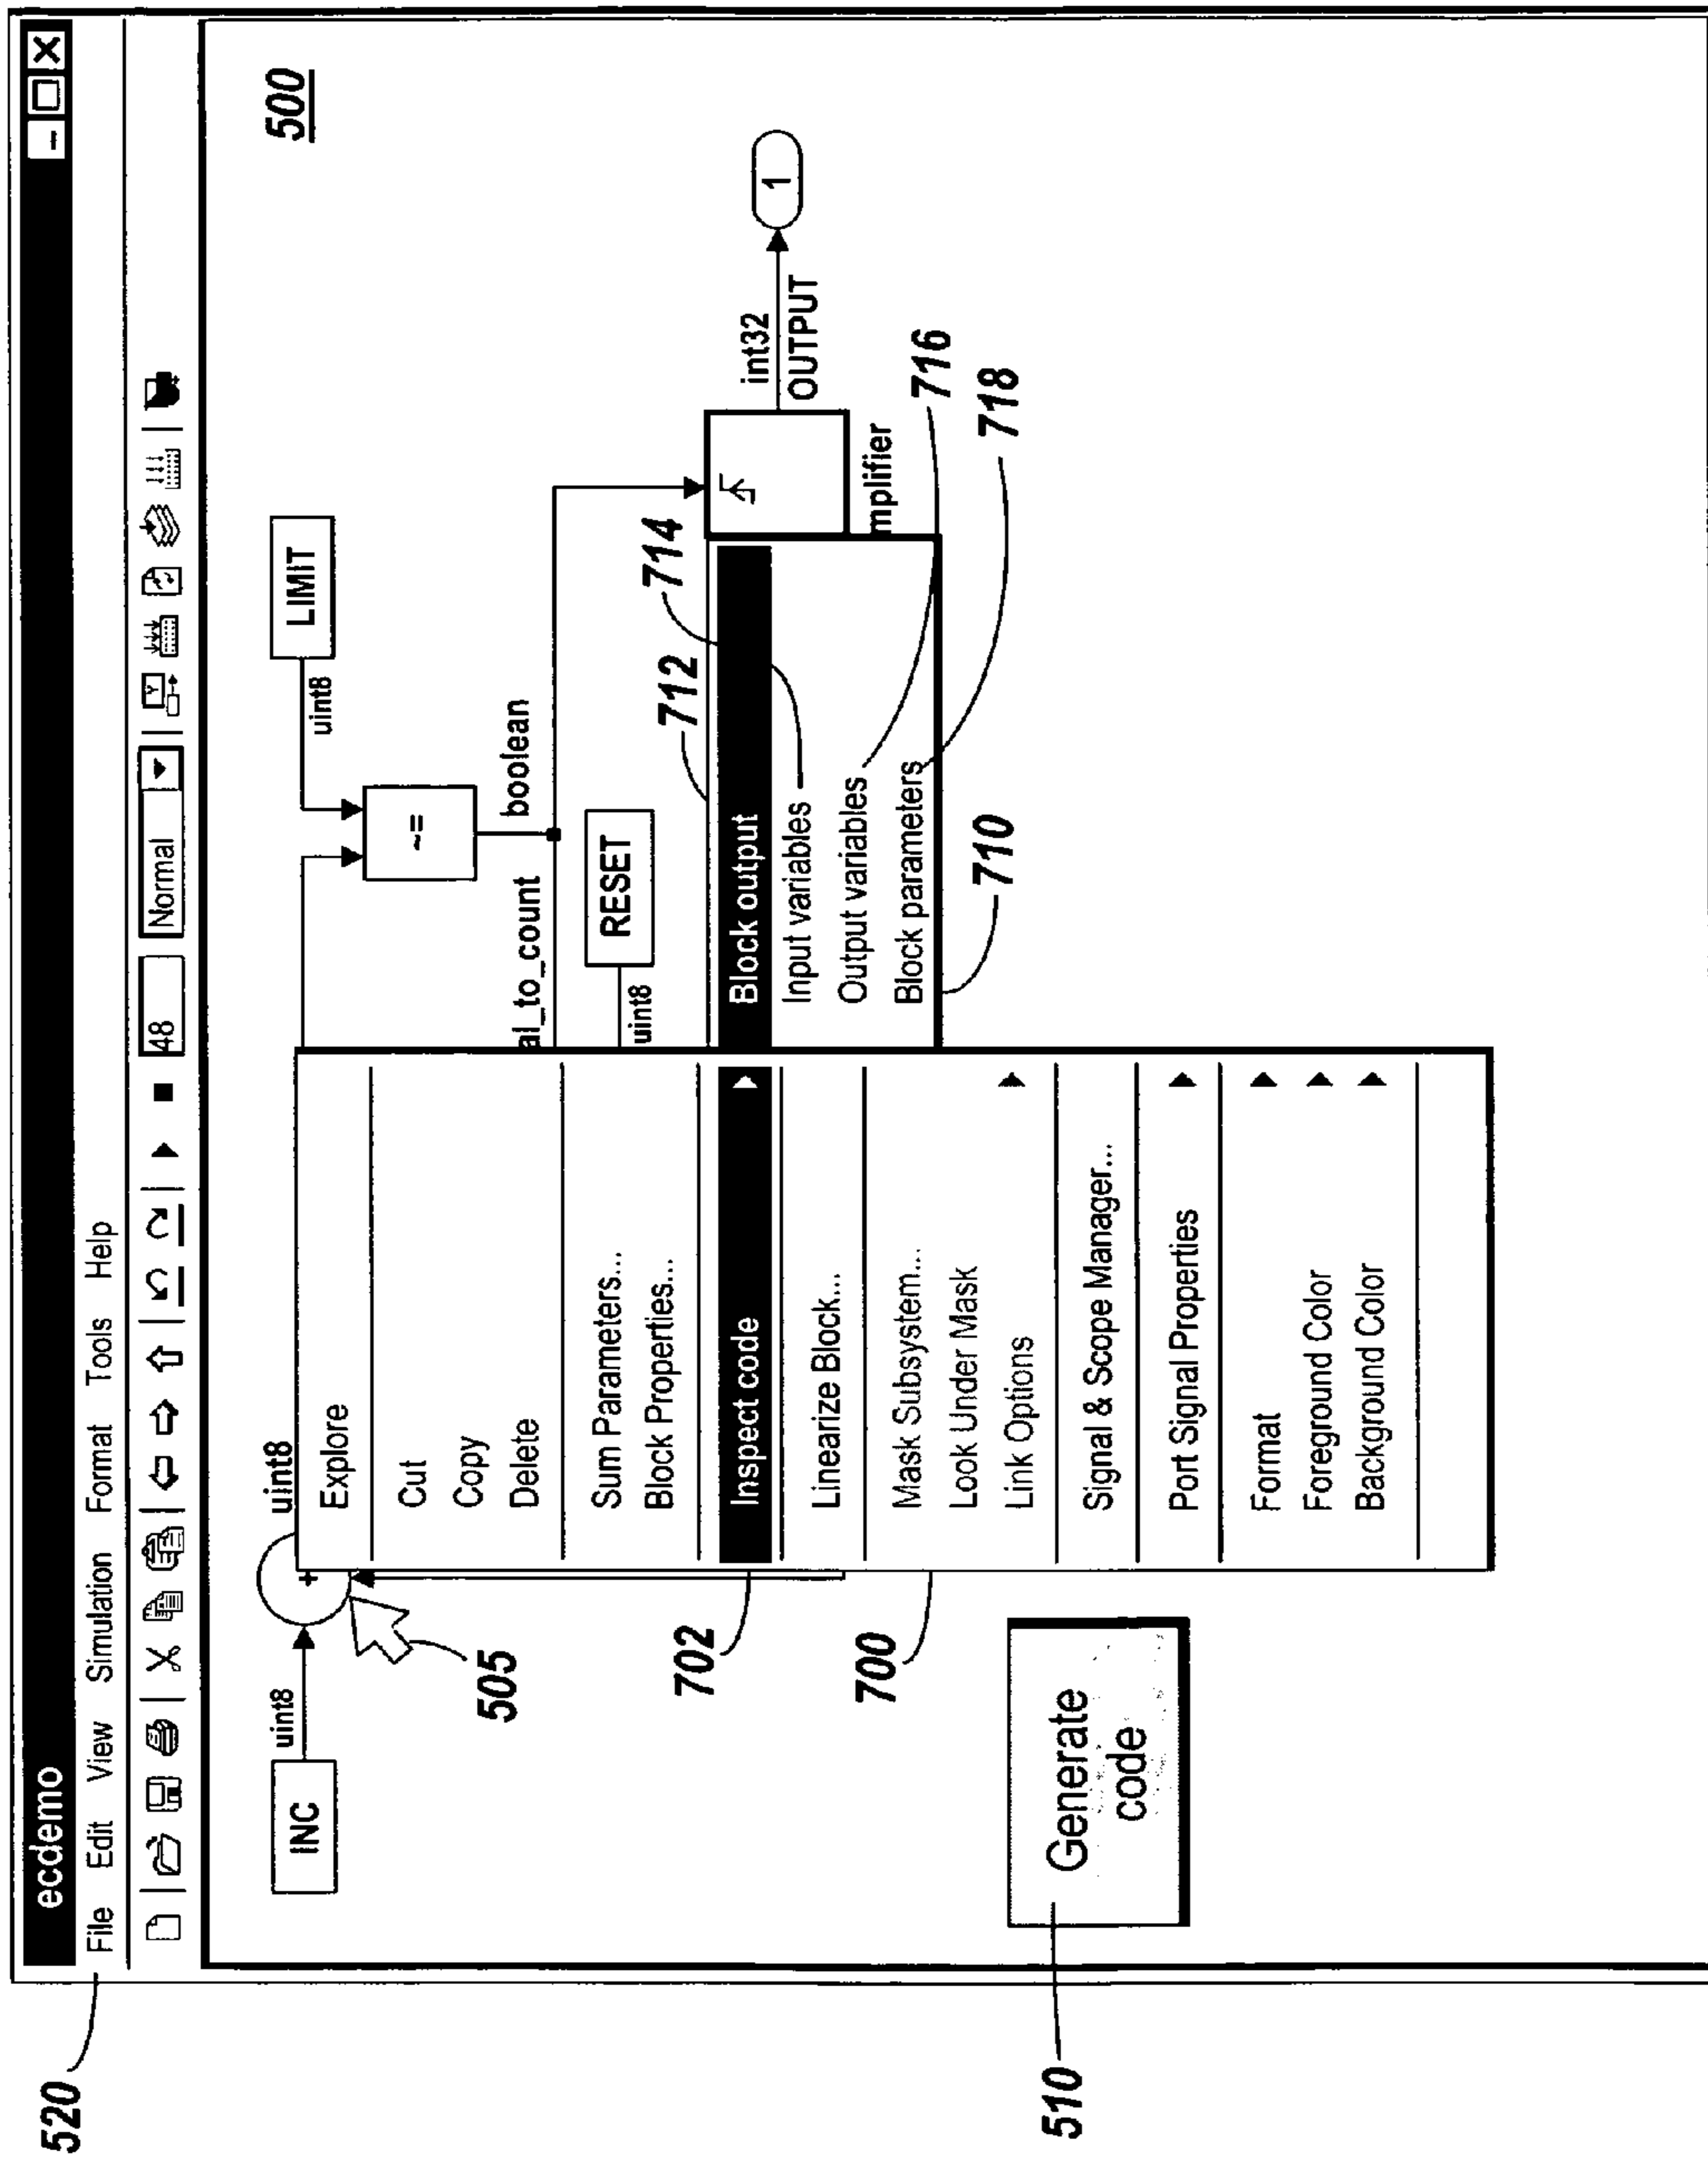 520
ecdemo
File Edit View Simulation Format Tools Help
48
Normal
500
INC
uint8
+
uint8
505
LIMIT
uint8
~=
boolean
al_to_count
RESET
uint8
Explore
Cut
Copy
Delete
Sum Parameters...
Block Properties...
Inspect code
Linearize Block...
Mask Subsystem...
Look Under Mask
Link Options
Signal & Scope Manager...
Port Signal Properties
Format
Foreground Color
Background Color
702
700
712
714
Block output
Input variables
Output variables
Block parameters
710
mplifier
716
718
int32
OUTPUT
1
Generate
code
510